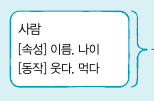 사람
[속성] 이름, 나이
[동작] 웃다, 먹다